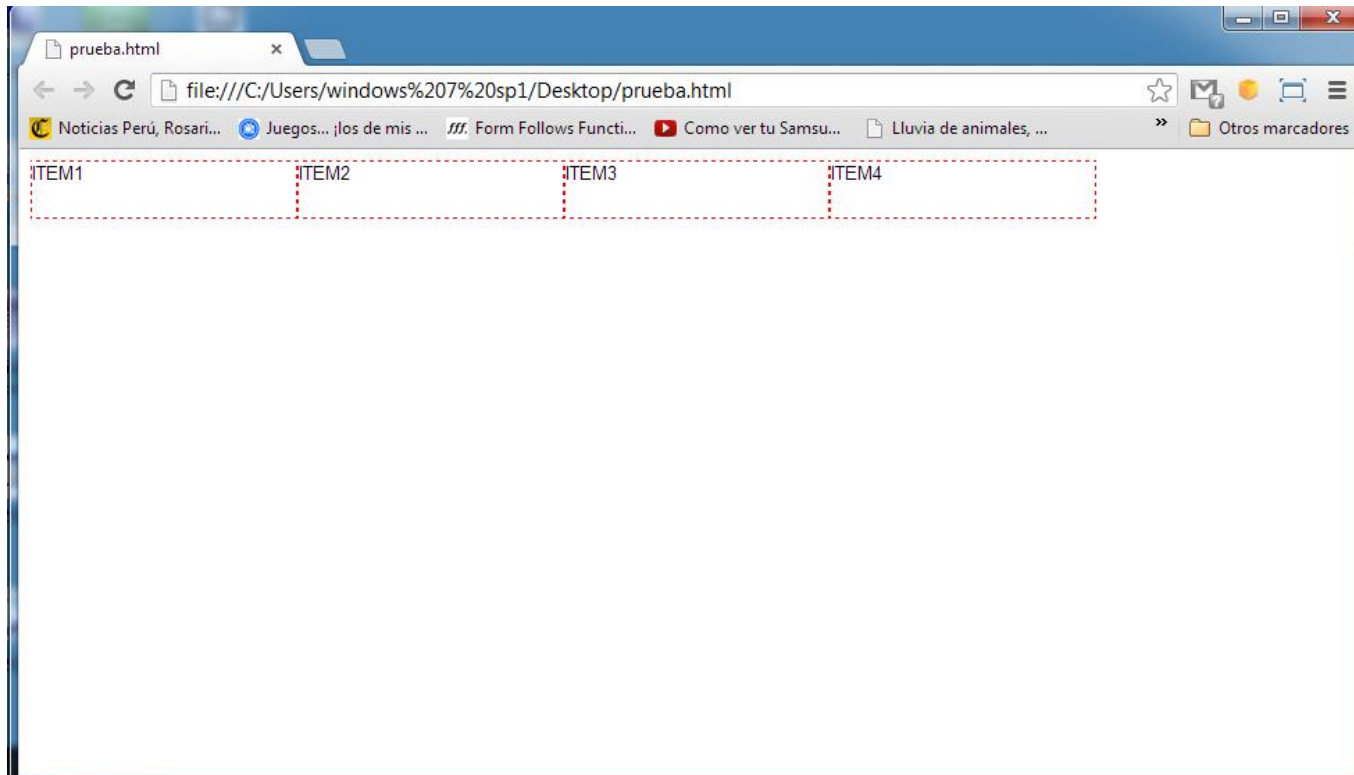 prueba.html
file:///C:/Users/windows%207%20sp1/Desktop/prueba.html
Noticias Perú, Rosari... Juegos... ¡los de mis ... fff. Form Follows Functi... Como ver tu Samsu... Lluvia de animales, ... » Otros marcadores
ITEM1 ITEM2 ITEM3 ITEM4